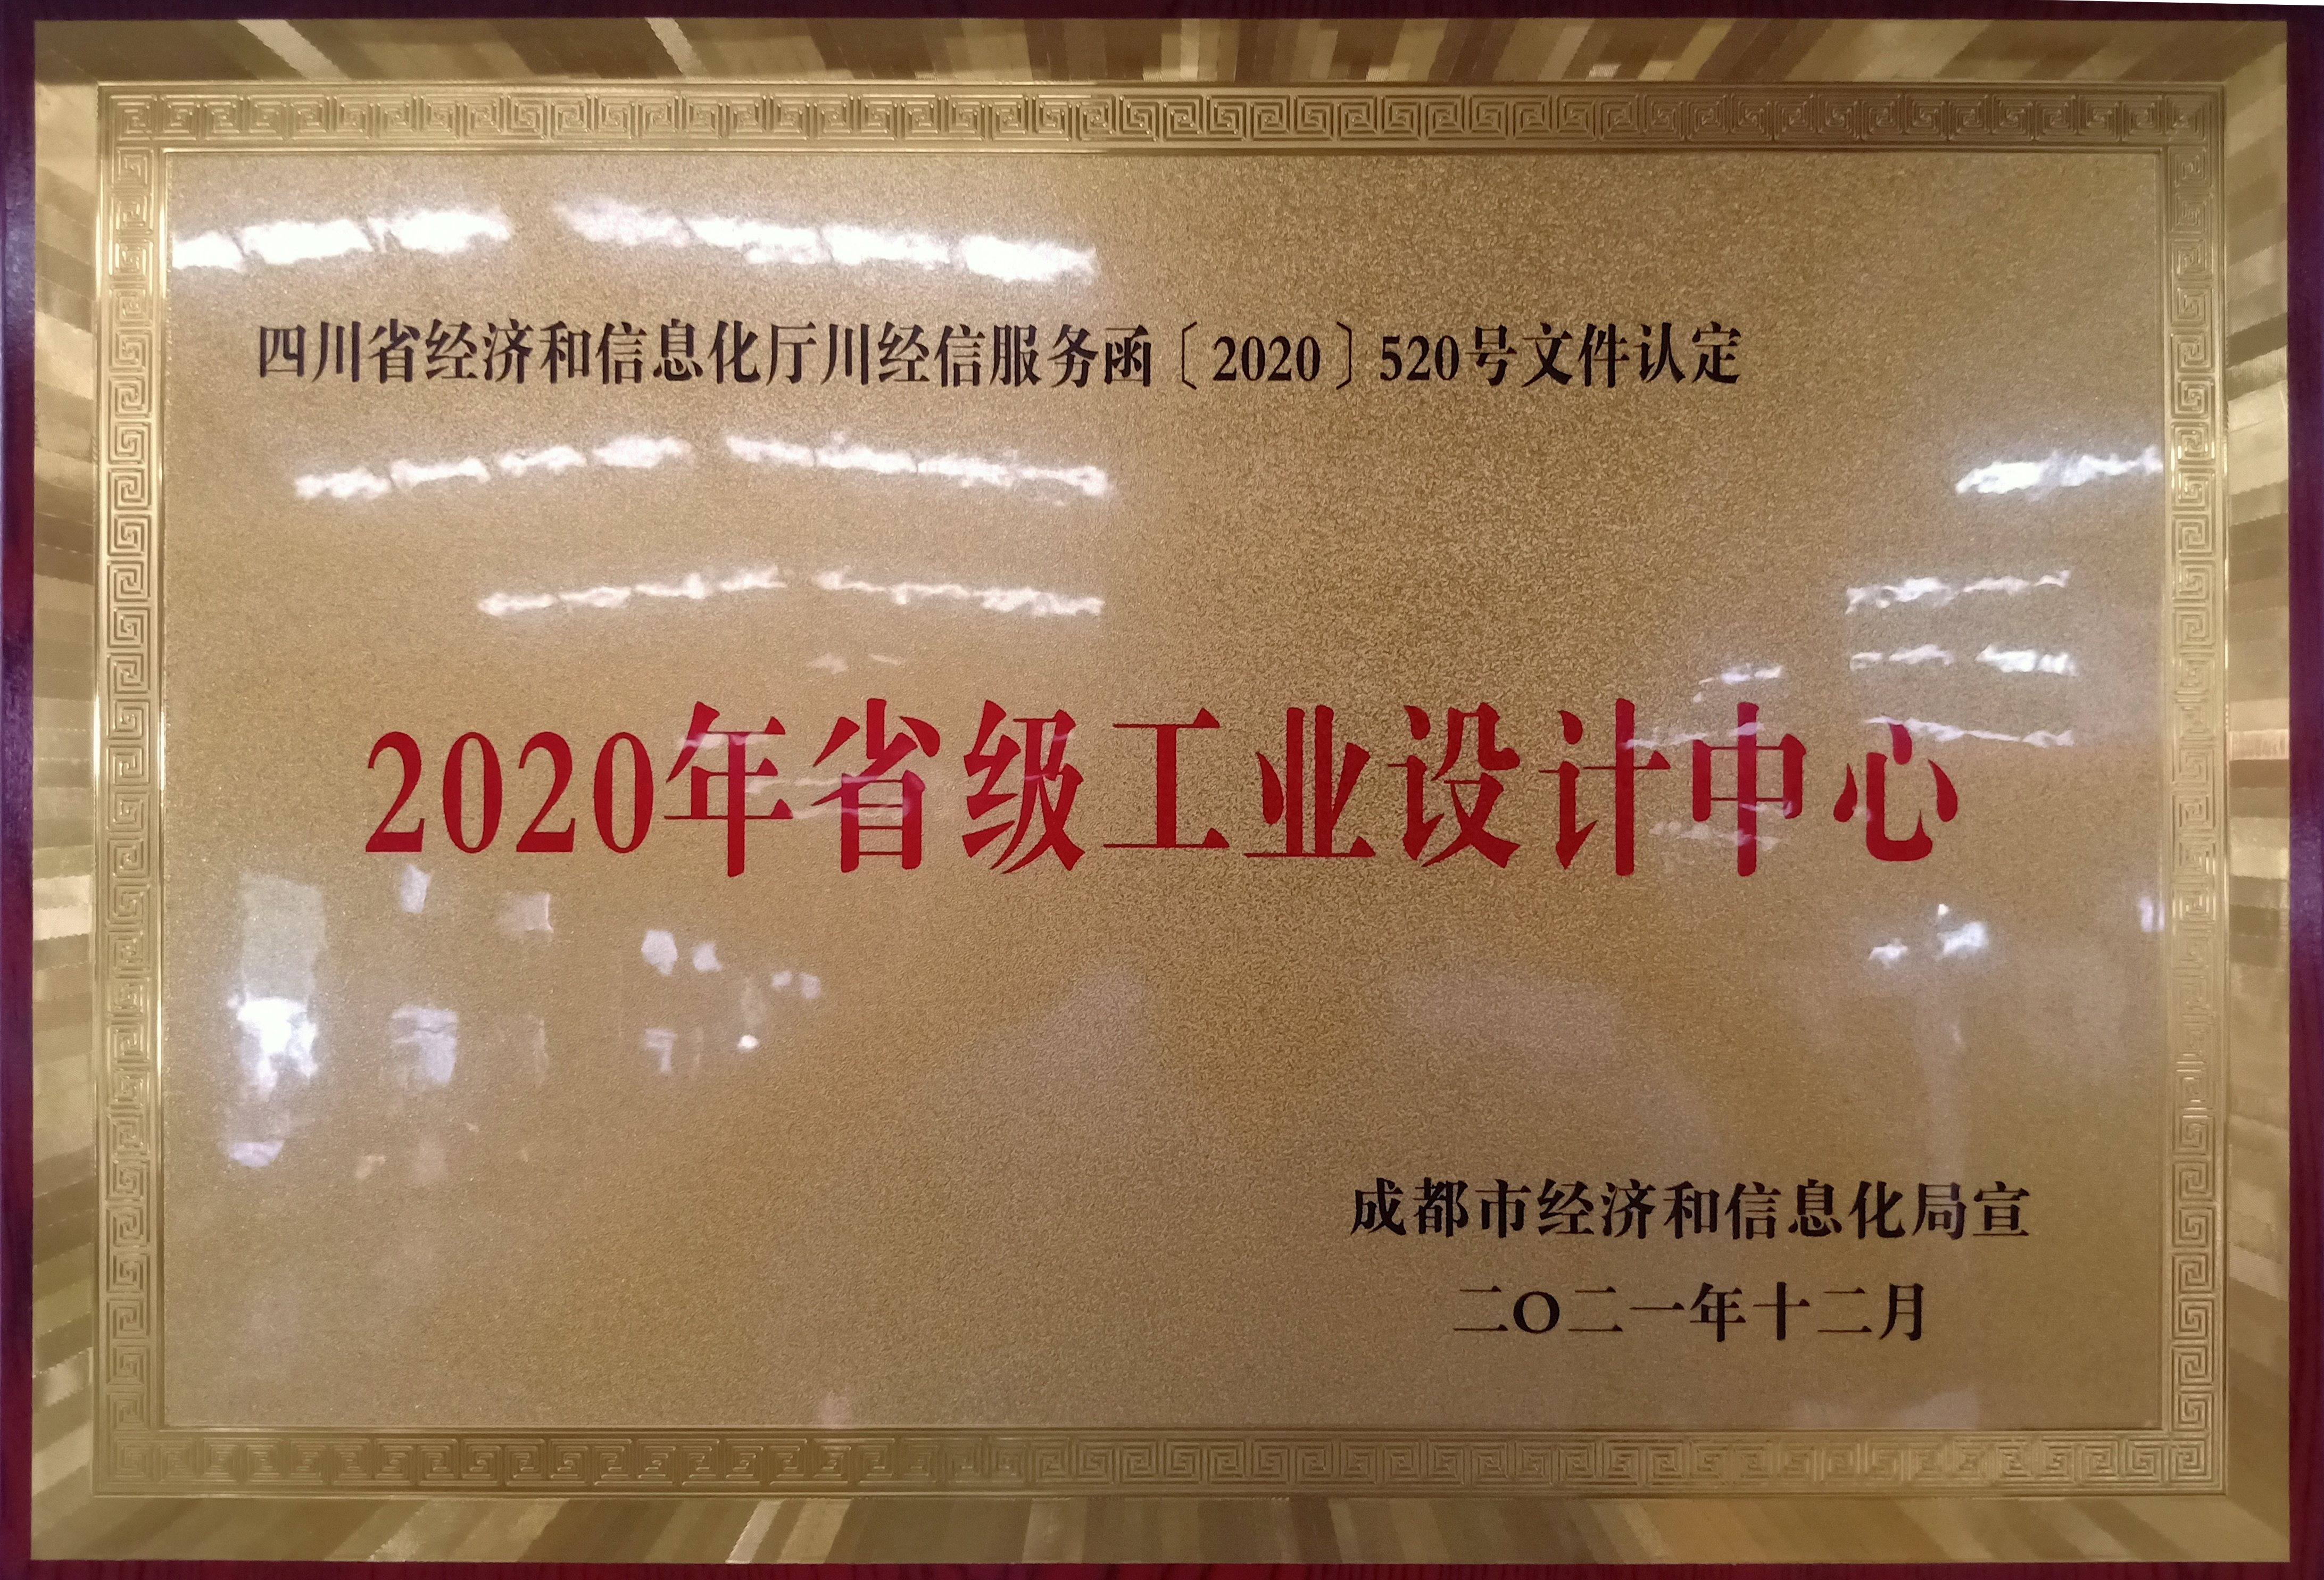 四川省经济和信息化厅川经信服务函〔2020〕520号文件认定
2020年省级工业设计中心
成都市经济和信息化局宣
二〇二一年十二月